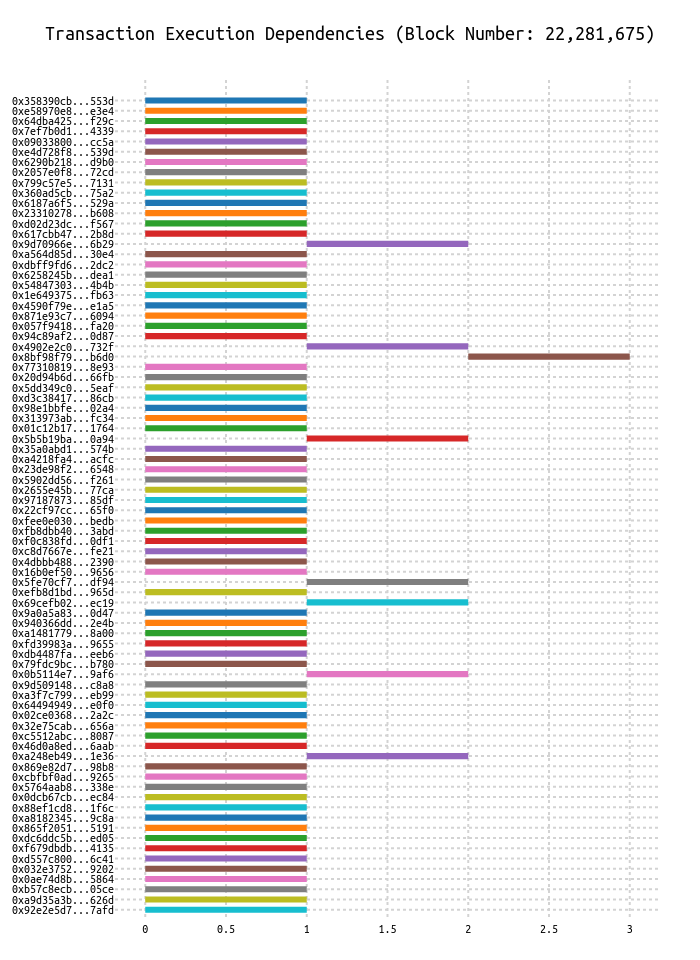 Transaction Execution Dependencies (Block Number: 22,281,675)
0x358390cb...553d
0xe58970e8...e3e4
0x64dba425...f29c
0x7ef7b0d1...4339
0x09033800...cc5a
0xe4d728f8...539d
0x6290b218...d9b0
0x2057e0f8...72cd
0x799c57e5...7131
0x360ad5cb...75a2
0x6187a6f5...529a
0x23310278...b608
0xd02d23dc...f567
0x617cbb47...2b8d
0x9d70966e...6b29
0xa564d85d...30e4
0xdbff9fd6...2dc2
0x6258245b...dea1
0x54847303...4b4b
0x1e649375...fb63
0x4590f79e...e1a5
0x871e93c7...6094
0x057f9418...fa20
0x94c89af2...0d87
0x4902e2c0...732f
0x8bf98f79...b6d0
0x77310819...8e93
0x20d94b6d...66fb
0x5dd349c0...5eaf
0xd3c38417...86cb
0x98e1bbfe...02a4
0x313973ab...fc34
0x01c12b17...1764
0x5b5b19ba...0a94
0x35a0abd1...574b
0xa4218fa4...acfc
0x23de98f2...6548
0x5902dd56...f261
0x2655e45b...77ca
0x97187873...85df
0x22cf97cc...65f0
0xfee0e030...bedb
0xfb8dbb40...3abd
0xf0c838fd...0df1
0xc8d7667e...fe21
0x4dbbb488...2390
0x16b0ef50...9656
0x5fe70cf7...df94
0xefb8d1bd...965d
0x69cefb02...ec19
0x9a0a5a83...0d47
0x940366dd...2e4b
0xa1481779...8a00
0xfd39983a...9655
0xdb4487fa...eeb6
0x79fdc9bc...b780
0x0b5114e7...9af6
0x9d509148...c8a8
0xa3f7c799...eb99
0x64494949...e0f0
0x02ce0368...2a2c
0x32e75cab...656a
0xc5512abc...8087
0x46d0a8ed...6aab
0xa248eb49...1e36
0x869e82d7...98b8
0xcbfbf0ad...9265
0x5764aab8...338e
0x0dcb67cb...ec84
0x88ef1cd8...1f6c
0xa8182345...9c8a
0x865f2051...5191
0xdc6ddc5b...ed05
0xf679dbdb...4135
0xd557c800...6c41
0x032e3752...9202
0x0ae74d8b...5864
0xb57c8ecb...05ce
0xa9d35a3b...626d
0x92e2e5d7...7afd
0 0.5 1 1.5 2 2.5 3